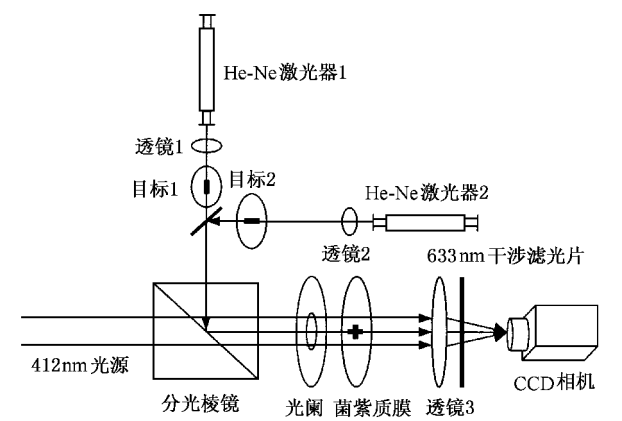 He-Ne激光器1
透镜1
目标1
目标2
He-Ne激光器2
透镜2
633nm干涉滤光片
412nm光源
分光棱镜
光阑
菌紫质膜
透镜3
CCD相机